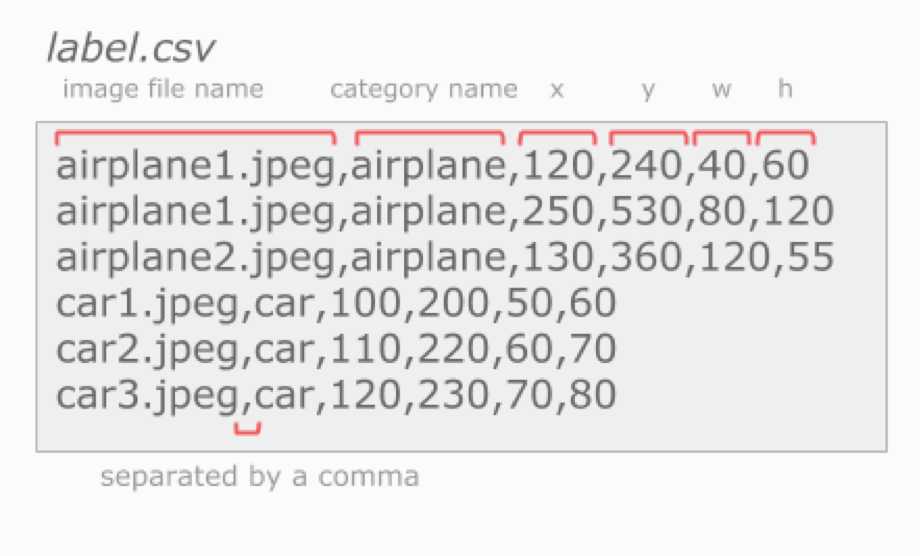 label.csv
image file name category name x y w h
airplane1.jpeg,airplane,120,240,40,60
airplane1.jpeg,airplane,250,530,80,120
airplane2.jpeg,airplane,130,360,120,55
car1.jpeg,car,100,200,50,60
car2.jpeg,car,110,220,60,70
car3.jpeg,car,120,230,70,80
separated by a comma